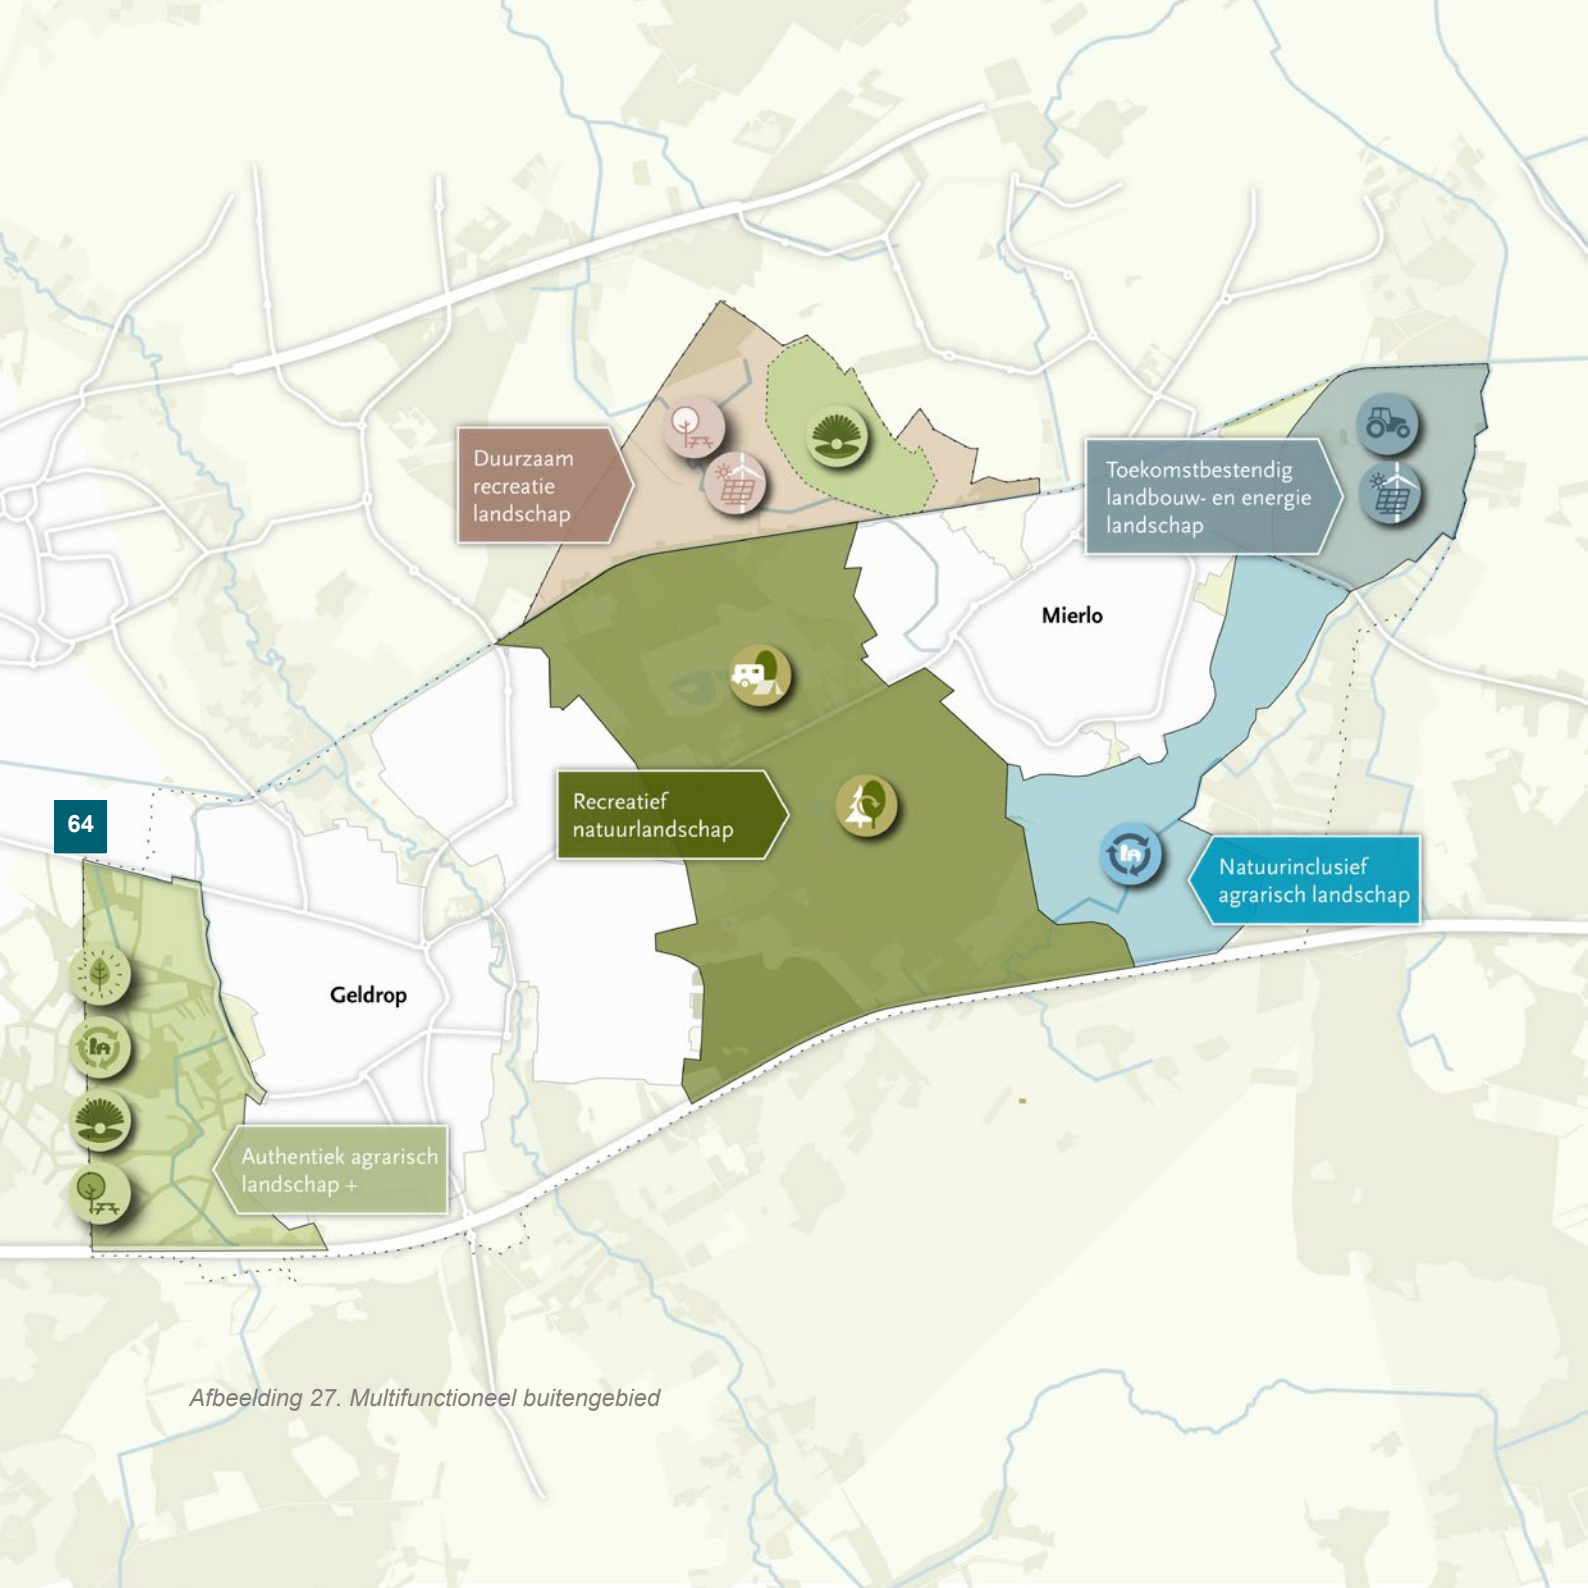 Duurzaam
recreatie
landschap
Toekomstbestendig
landbouw- en energie
landschap
Mierlo
Recreatief
natuurlandschap
64
Natuurinclusief
agrarisch landschap
Geldrop
Authentiek agrarisch
landschap +
Afbeelding 27. Multifunctioneel buitengebied